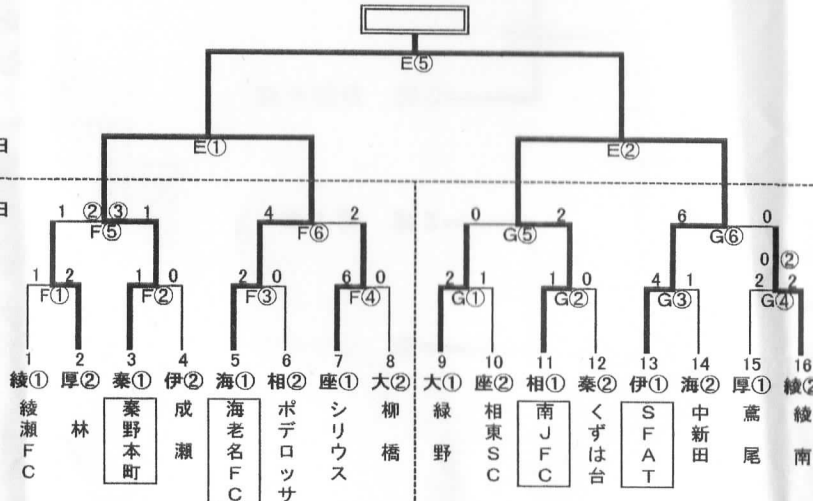 E⑤
日
E① E②
日
1 ②③ 1 4 2 0 2 6 0
F⑤ F⑥ G⑤ G⑥
0②
1 2 1 0 2 0 6 0 2 1 1 0 4 1 2 2
F① F② F③ F④ G① G② G③ G④
1 2 3 4 5 6 7 8 9 10 11 12 13 14 15 16
綾① 厚② 秦① 伊② 海① 相② 座① 大② 大① 座② 相① 秦② 伊① 海② 厚① 綾②
綾瀬FC
林
秦野本町
成瀬
海老名FC
ポデロッサ
シリウス
柳橋
緑野
相東SC
南JFC
くずは台
SFAT
中新田
鳶尾
綾南